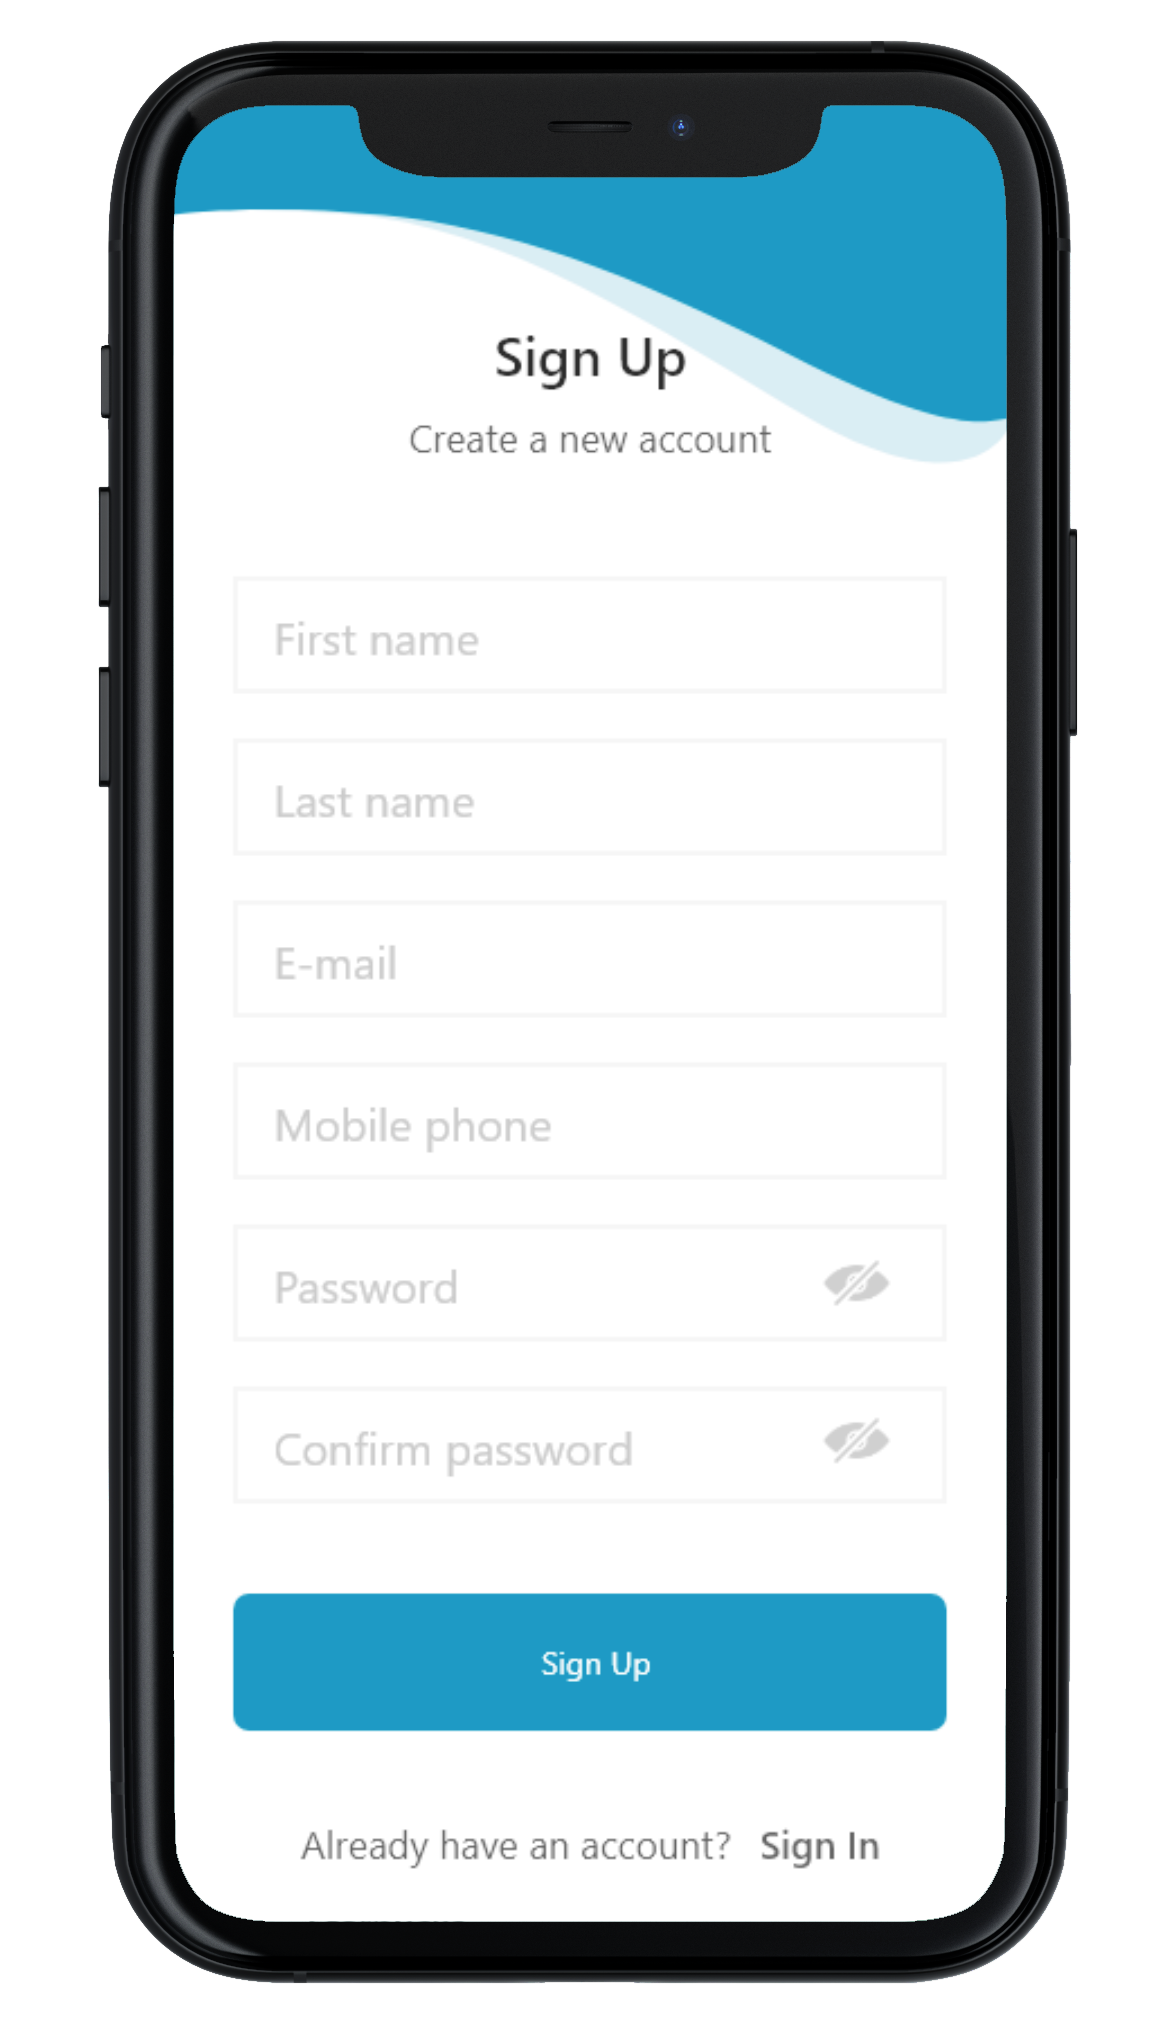 Sign Up
Create a new account
First name
Last name
E-mail
Mobile phone
Password
Confirm password
Sign Up
Already have an account? Sign In